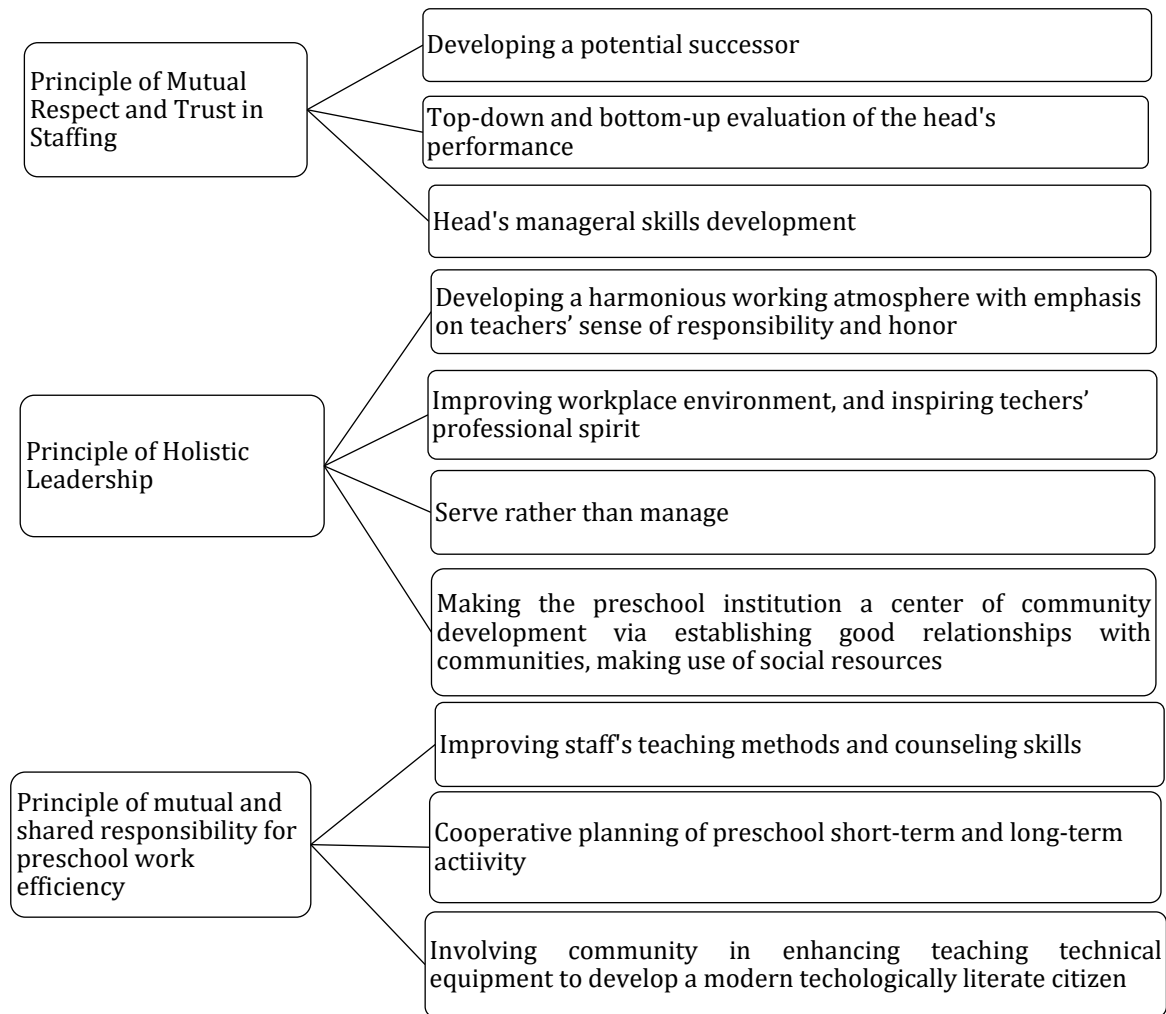 Principle of Mutual
Respect and Trust in
Staffing
Developing a potential successor
Top-down and bottom-up evaluation of the head's
performance
Head's manageral skills development
Principle of Holistic
Leadership
Developing a harmonious working atmosphere with emphasis
on teachers’ sense of responsibility and honor
Improving workplace environment, and inspiring techers’
professional spirit
Serve rather than manage
Making the preschool institution a center of community
development via establishing good relationships with
communities, making use of social resources
Principle of mutual and
shared responsibility for
preschool work
efficiency
Improving staff's teaching methods and counseling skills
Cooperative planning of preschool short-term and long-term
actiivity
Involving community in enhancing teaching technical
equipment to develop a modern techologically literate citizen